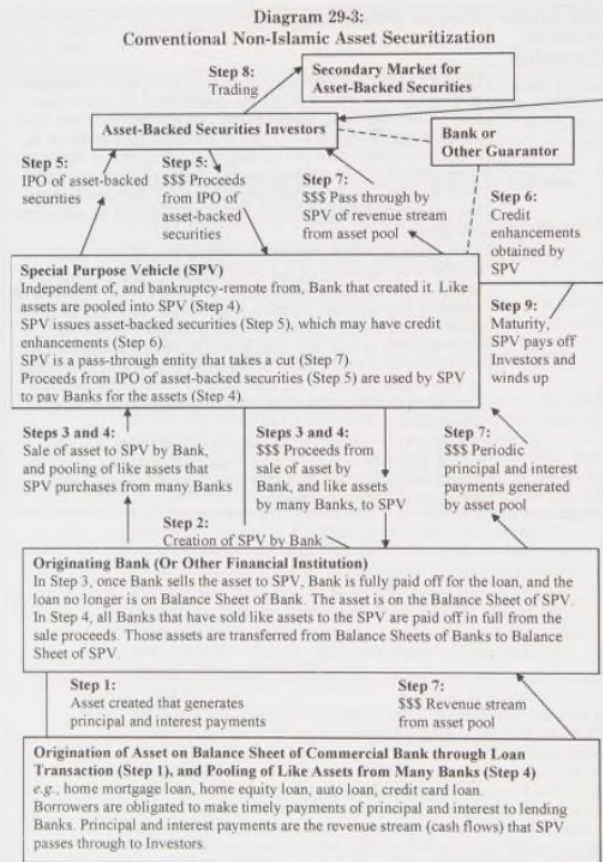 Diagram 29-3:
Conventional Non-Islamic Asset Securitization
Step 8:
Trading
Secondary Market for
Asset-Backed Securities
Asset-Backed Securities Investors
Bank or
Other Guarantor
Step 5:
IPO of asset-backed
securities
Step 5:
$$$ Proceeds
from IPO of
asset-backed
securities
Step 7:
$$$ Pass through by
SPV of revenue stream
from asset pool
Step 6:
Credit
enhancements
obtained by
SPV
Special Purpose Vehicle (SPV)
Independent of, and bankruptcy-remote from, Bank that created it. Like
assets are pooled into SPV (Step 4).
SPV issues asset-backed securities (Step 5), which may have credit
enhancements (Step 6).
SPV is a pass-through entity that takes a cut (Step 7).
Proceeds from IPO of asset-backed securities (Step 5) are used by SPV
to pay Banks for the assets (Step 4).
Step 9:
Maturity,
SPV pays off
Investors and
winds up
Steps 3 and 4:
Sale of asset to SPV by Bank,
and pooling of like assets that
SPV purchases from many Banks
Steps 3 and 4:
$$$ Proceeds from
sale of asset by
Bank, and like assets
by many Banks, to SPV
Step 7:
$$$ Periodic
principal and interest
payments generated
by asset pool
Step 2:
Creation of SPV by Bank
Originating Bank (Or Other Financial Institution)
In Step 3, once Bank sells the asset to SPV, Bank is fully paid off for the loan, and the
loan no longer is on Balance Sheet of Bank. The asset is on the Balance Sheet of SPV.
In Step 4, all Banks that have sold like assets to the SPV are paid off in full from the
sale proceeds. Those assets are transferred from Balance Sheets of Banks to Balance
Sheet of SPV.
Step 1:
Asset created that generates
principal and interest payments
Step 7:
$$$ Revenue stream
from asset pool
Origination of Asset on Balance Sheet of Commercial Bank through Loan
Transaction (Step 1), and Pooling of Like Assets from Many Banks (Step 4)
e.g., home mortgage loan, home equity loan, auto loan, credit card loan.
Borrowers are obligated to make timely payments of principal and interest to lending
Banks. Principal and interest payments are the revenue stream (cash flows) that SPV
passes through to Investors.